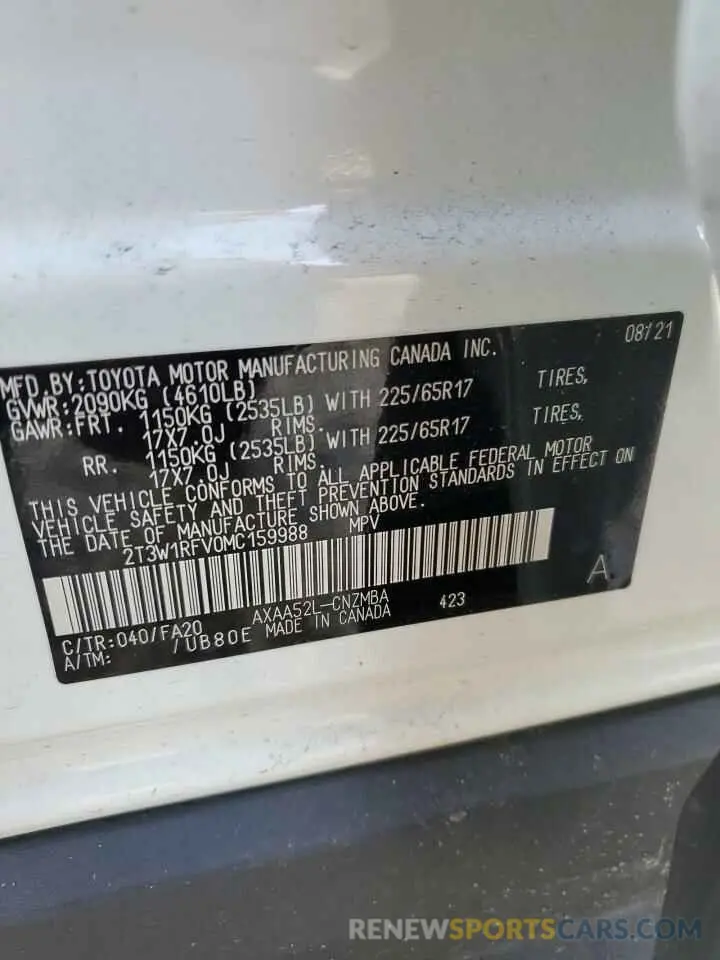 08/21
MFD.BY:TOYOTA MOTOR MANUFACTURING CANADA INC.
GVWR:2090KG (4610LB)
GAWR:FRT. 1150KG (2535LB) WITH 225/65R17 TIRES,
17X7.0J RIMS.
RR. 1150KG (2535LB) WITH 225/65R17 TIRES,
17X7.0J RIMS.
THIS VEHICLE CONFORMS TO ALL APPLICABLE FEDERAL MOTOR
VEHICLE SAFETY AND THEFT PREVENTION STANDARDS IN EFFECT ON
THE DATE OF MANUFACTURE SHOWN ABOVE.
2T3W1RFV0MC159988 MPV
A
C/TR:040/FA20 AXAA52L-CNZMBA 423
A/TM: /UB80E MADE IN CANADA
RENEWSPORTSCARS.COM